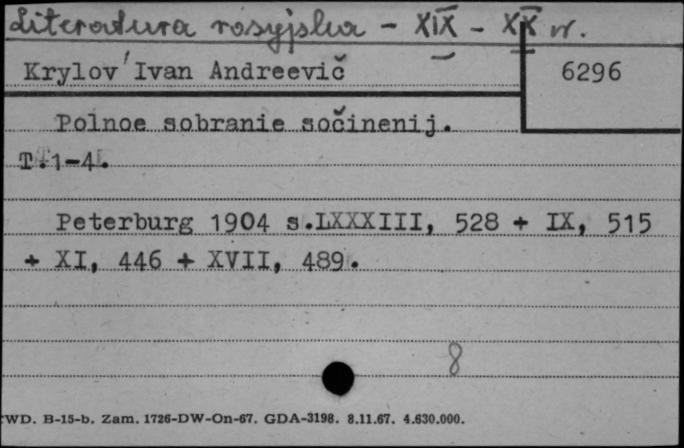 Literatura rosyjska - XIX - XX w.
Krylov Ivan Andreevič
6296
Polnoe sobranie sočinenij.
T.1-4.
Peterburg 1904 s.LXXXIII, 528 + IX, 515
+ XI, 446 + XVII, 489.
8
WD. B-15-b. Zam. 1726-DW-On-67. GDA-3198. 8.11.67. 4.630.000.